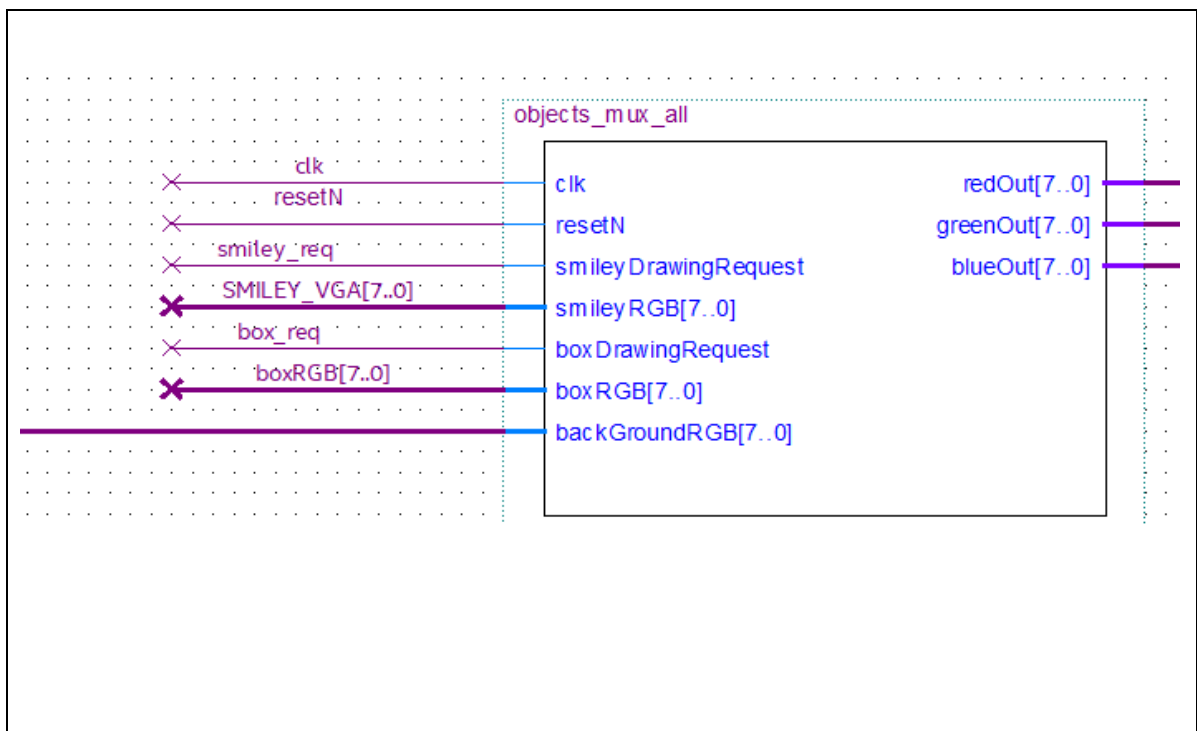 objects_mux_all
clk
resetN
smiley_req
SMILEY_VGA[7..0]
box_req
boxRGB[7..0]
clk
resetN
smileyDrawingRequest
smileyRGB[7..0]
boxDrawingRequest
boxRGB[7..0]
backGroundRGB[7..0]
redOut[7..0]
greenOut[7..0]
blueOut[7..0]